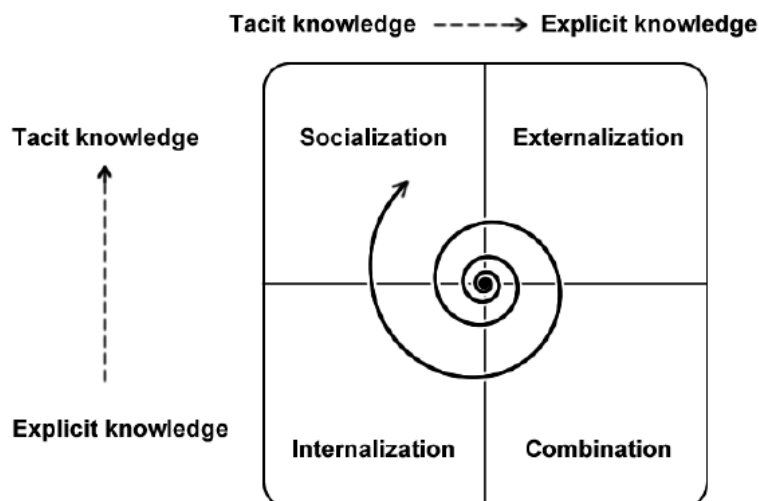 Tacit knowledge Explicit knowledge
Tacit knowledge
Socialization Externalization
Explicit knowledge
Internalization Combination